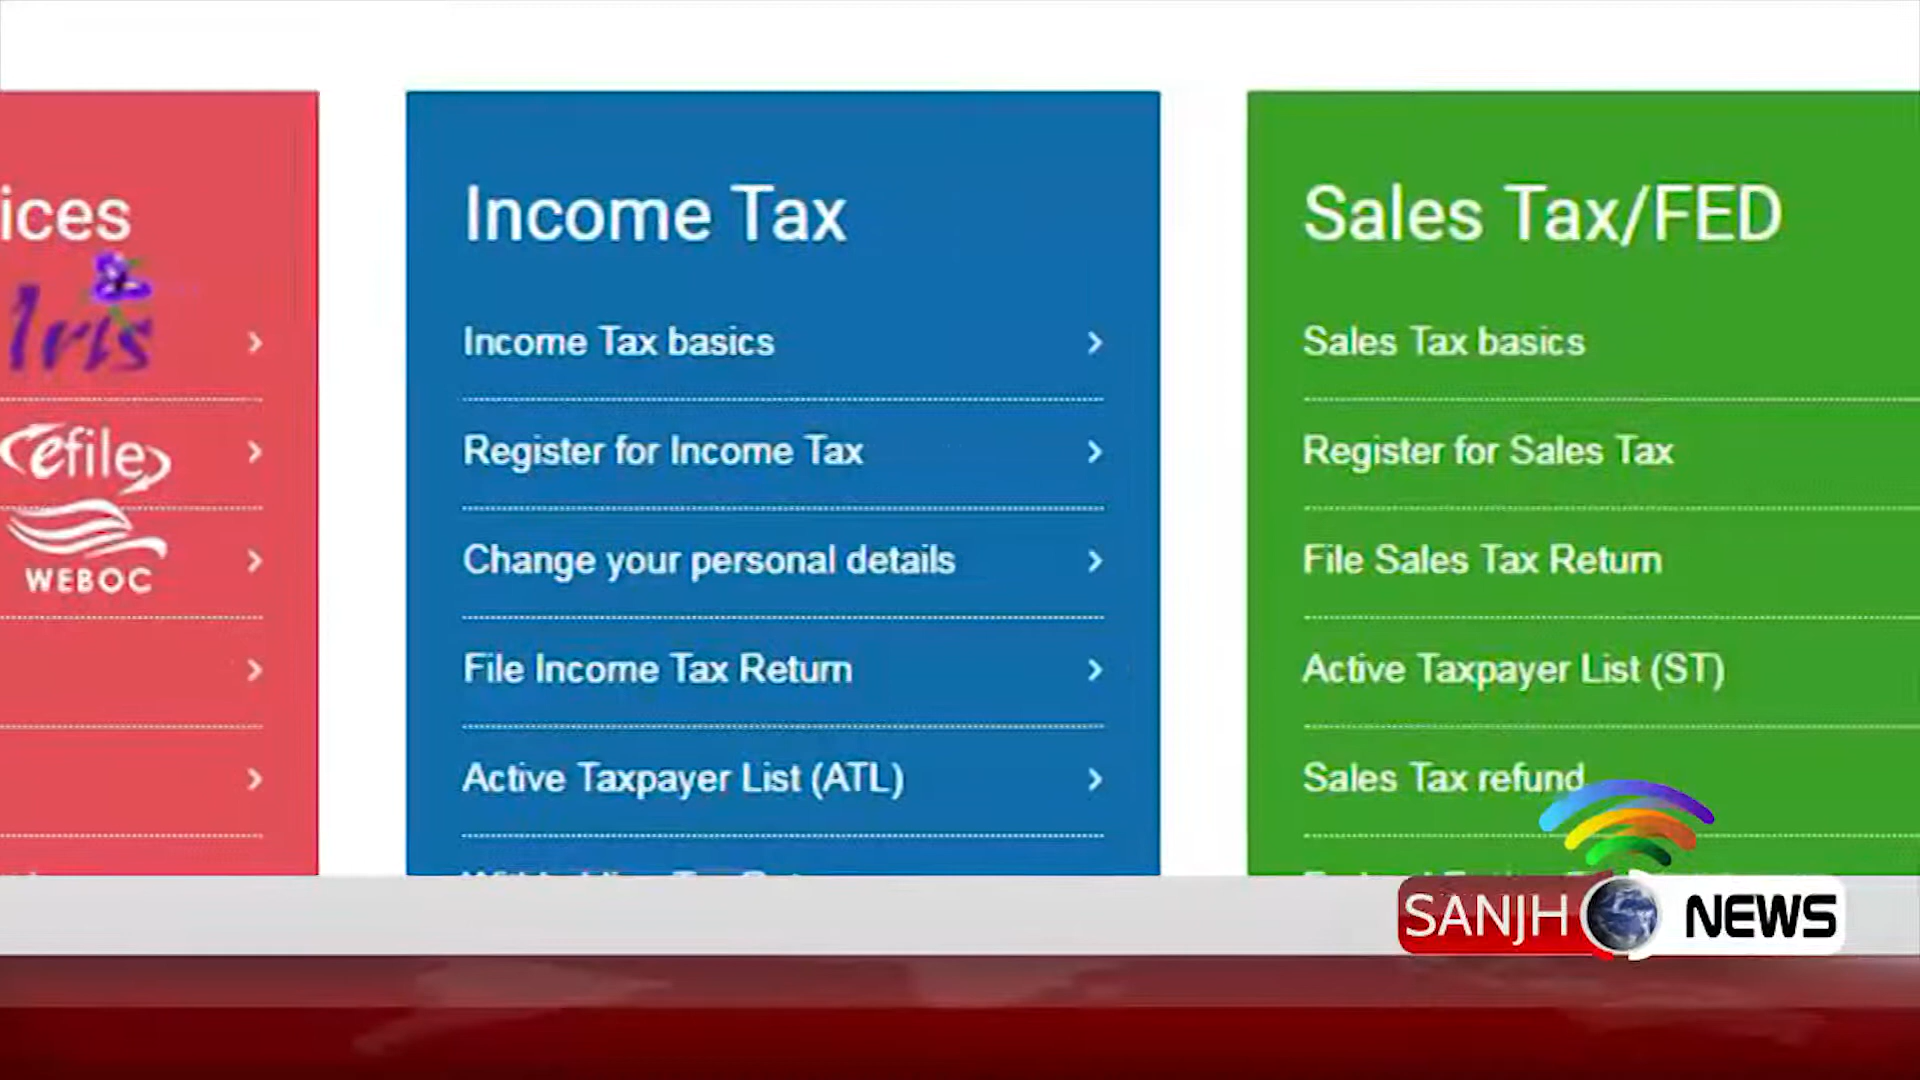 ices
Iris
efile
WEBOC
Income Tax
Income Tax basics
Register for Income Tax
Change your personal details
File Income Tax Return
Active Taxpayer List (ATL)
Sales Tax/FED
Sales Tax basics
Register for Sales Tax
File Sales Tax Return
Active Taxpayer List (ST)
Sales Tax refund
SANJH NEWS